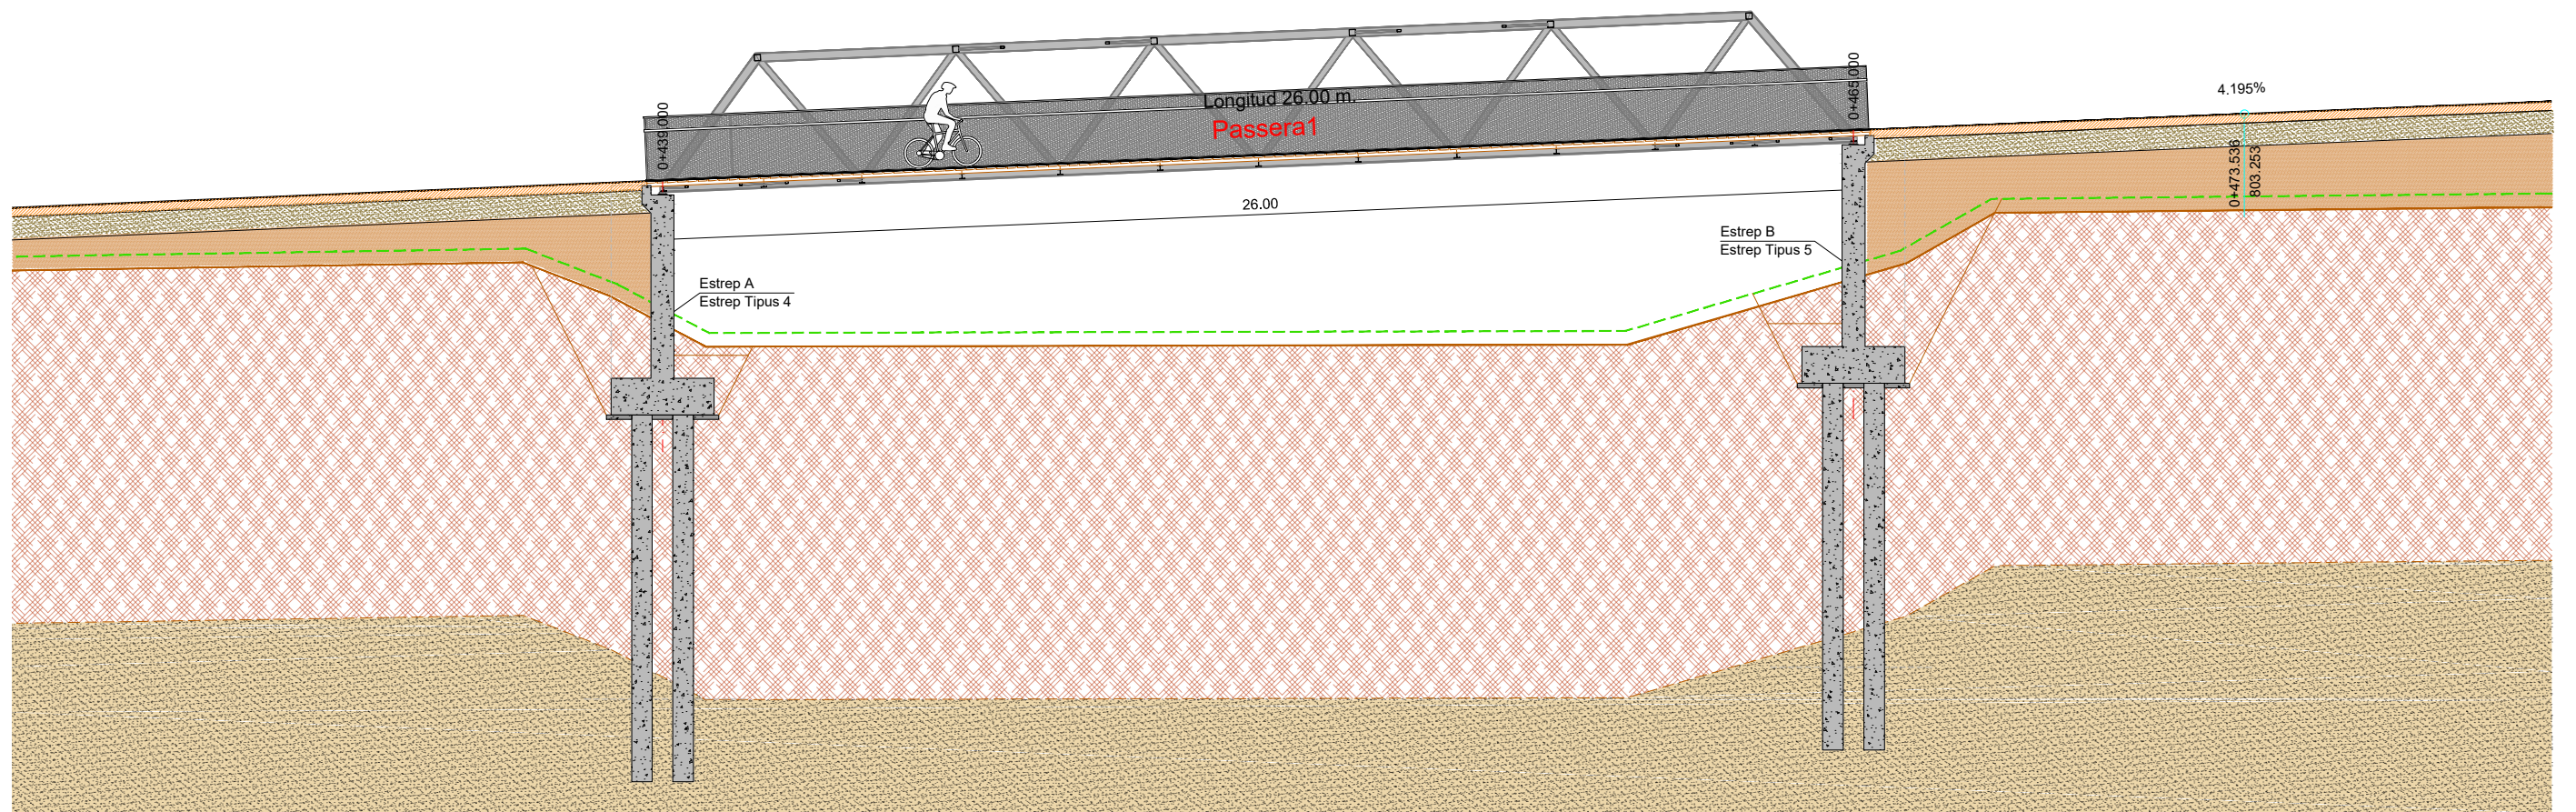 4.195%
0+439.000
Longitud 26.00 m.
Passera1
0+465.000
0+473.536
803.253
26.00
Estrep B
Estrep Tipus 5
Estrep A
Estrep Tipus 4